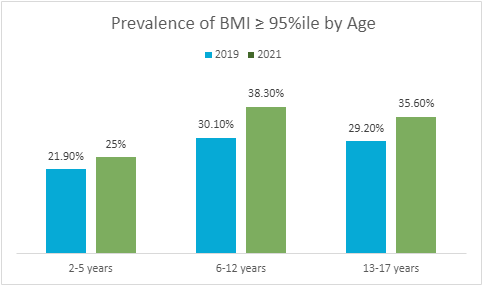 Prevalence of BMI ≥ 95%ile by Age
2019 2021
21.90% 25% 30.10% 38.30% 29.20% 35.60%
2-5 years 6-12 years 13-17 years